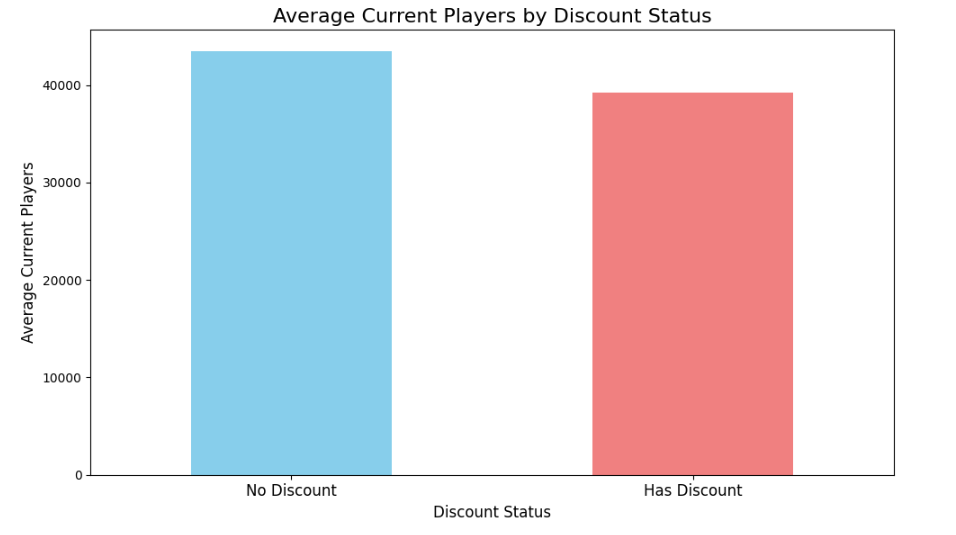 Average Current Players by Discount Status
Average Current Players
40000
30000
20000
10000
0
No Discount
Has Discount
Discount Status